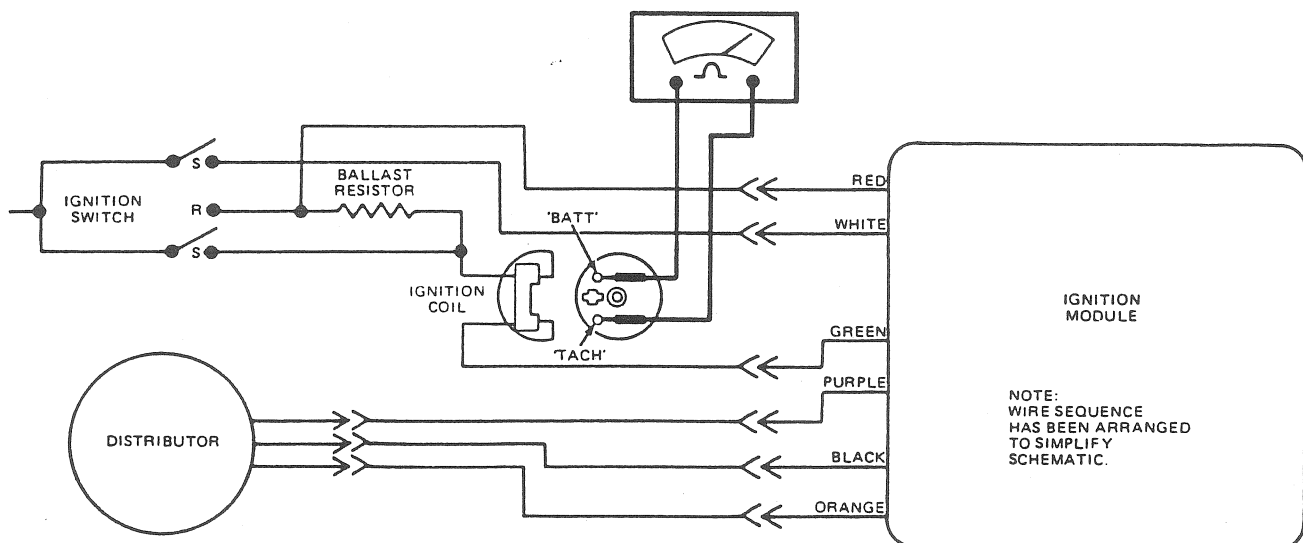 S
BALLAST
RESISTOR
IGNITION
SWITCH
R
S
RED
'BATT'
WHITE
IGNITION
COIL
IGNITION
MODULE
'TACH'
GREEN
PURPLE
DISTRIBUTOR
NOTE:
WIRE SEQUENCE
HAS BEEN ARRANGED
TO SIMPLIFY
SCHEMATIC.
BLACK
ORANGE